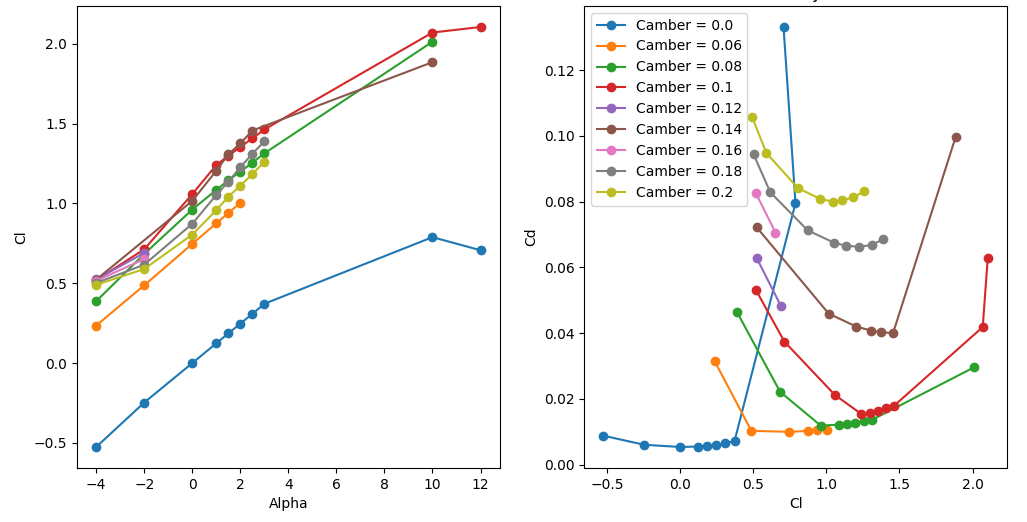 2.0
1.5
1.0
0.5
0.0
−0.5
Cl
−4
−2
0
2
4
6
8
10
12
Alpha
Camber = 0.0
Camber = 0.06
Camber = 0.08
Camber = 0.1
Camber = 0.12
Camber = 0.14
Camber = 0.16
Camber = 0.18
Camber = 0.2
0.12
0.10
0.08
0.06
0.04
0.02
0.00
Cd
−0.5
0.0
0.5
1.0
1.5
2.0
Cl